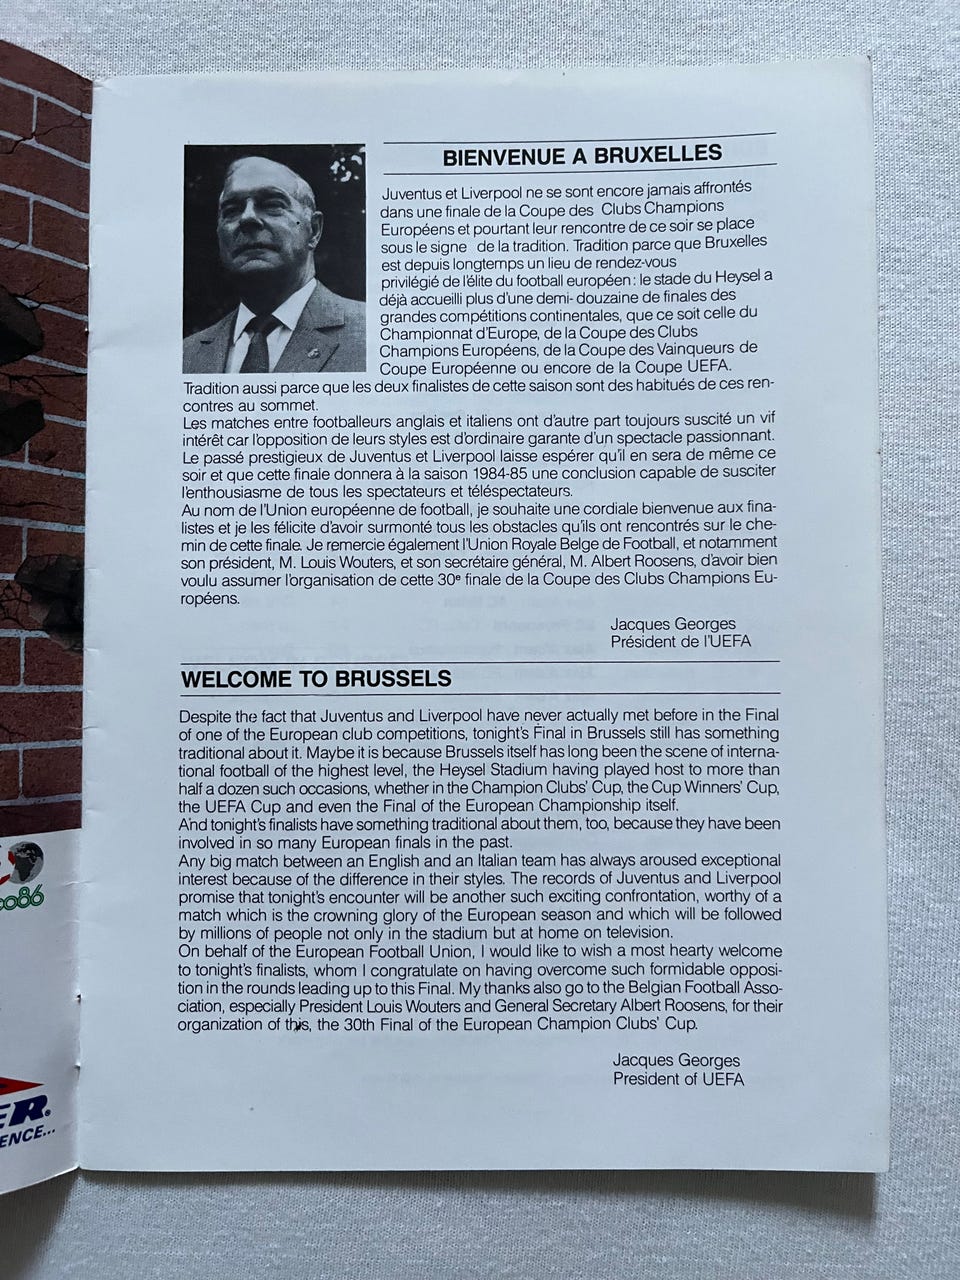 BIENVENUE A BRUXELLES
Juventus et Liverpool ne se sont encore jamais affrontés
dans une finale de la Coupe des Clubs Champions
Européens et pourtant leur rencontre de ce soir se place
sous le signe de la tradition. Tradition parce que Bruxelles
est depuis longtemps un lieu de rendez-vous
privilégié de l'élite du football européen : le stade du Heysel a
déjà accueilli plus d'une demi- douzaine de finales des
grandes compétitions continentales, que ce soit celle du
Championnat d'Europe, de la Coupe des Clubs
Champions Européens, de la Coupe des Vainqueurs de
Coupe Européenne ou encore de la Coupe UEFA.
Tradition aussi parce que les deux finalistes de cette saison sont des habitués de ces ren-
contres au sommet.
Les matches entre footballeurs anglais et italiens ont d'autre part toujours suscité un vif
intérêt car l'opposition de leurs styles est d'ordinaire garante d'un spectacle passionnant.
Le passé prestigieux de Juventus et Liverpool laisse espérer qu'il en sera de même ce
soir et que cette finale donnera à la saison 1984-85 une conclusion capable de susciter
l'enthousiasme de tous les spectateurs et téléspectateurs.
Au nom de l'Union européenne de football, je souhaite une cordiale bienvenue aux fina-
listes et je les félicite d'avoir surmonté tous les obstacles qu'ils ont rencontrés sur le che-
min de cette finale. Je remercie également l'Union Royale Belge de Football, et notamment
son président, M. Louis Wouters, et son secrétaire général, M. Albert Roosens, d'avoir bien
voulu assumer l'organisation de cette 30e finale de la Coupe des Clubs Champions Eu-
ropéens.
Jacques Georges
Président de l'UEFA
WELCOME TO BRUSSELS
Despite the fact that Juventus and Liverpool have never actually met before in the Final
of one of the European club competitions, tonight's Final in Brussels still has something
traditional about it. Maybe it is because Brussels itself has long been the scene of interna-
tional football of the highest level, the Heysel Stadium having played host to more than
half a dozen such occasions, whether in the Champion Clubs' Cup, the Cup Winners' Cup,
the UEFA Cup and even the Final of the European Championship itself.
And tonight's finalists have something traditional about them, too, because they have been
involved in so many European finals in the past.
Any big match between an English and an Italian team has always aroused exceptional
interest because of the difference in their styles. The records of Juventus and Liverpool
promise that tonight's encounter will be another such exciting confrontation, worthy of a
match which is the crowning glory of the European season and which will be followed
by millions of people not only in the stadium but at home on television.
On behalf of the European Football Union, I would like to wish a most hearty welcome
to tonight's finalists, whom I congratulate on having overcome such formidable opposi-
tion in the rounds leading up to this Final. My thanks also go to the Belgian Football Asso-
ciation, especially President Louis Wouters and General Secretary Albert Roosens, for their
organization of this, the 30th Final of the European Champion Clubs' Cup.
Jacques Georges
President of UEFA
co86
ER
ENCE...